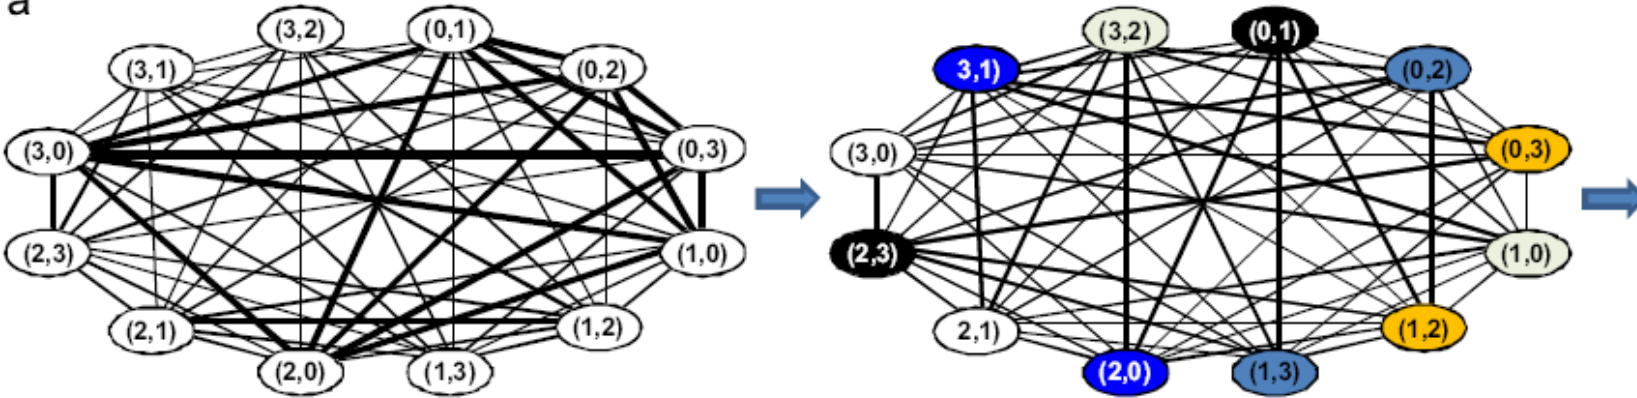 a
(3,2) (0,1) (3,2) (0,1)
(3,1) (0,2) 3,1) (0,2)
(3,0) (0,3) (3,0) (0,3)
(2,3) (1,0) (2,3) (1,0)
(2,1) (1,2) 2,1) (1,2)
(2,0) (1,3) (2,0) (1,3)